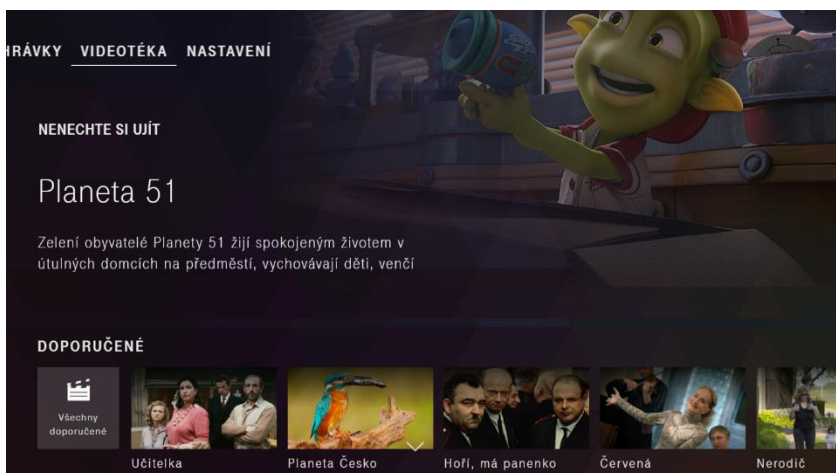 HRÁVKY VIDEOTÉKA NASTAVENÍ
NENECHTE SI UJÍT
Planeta 51
Zelení obyvatelé Planety 51 žijí spokojeným životem v
útulných domcích na předměstí, vychovávají děti, venčí
DOPORUČENÉ
Všechny
doporučené
Učitelka
Planeta Česko
Hoří, má panenko
Červená
Nerodič